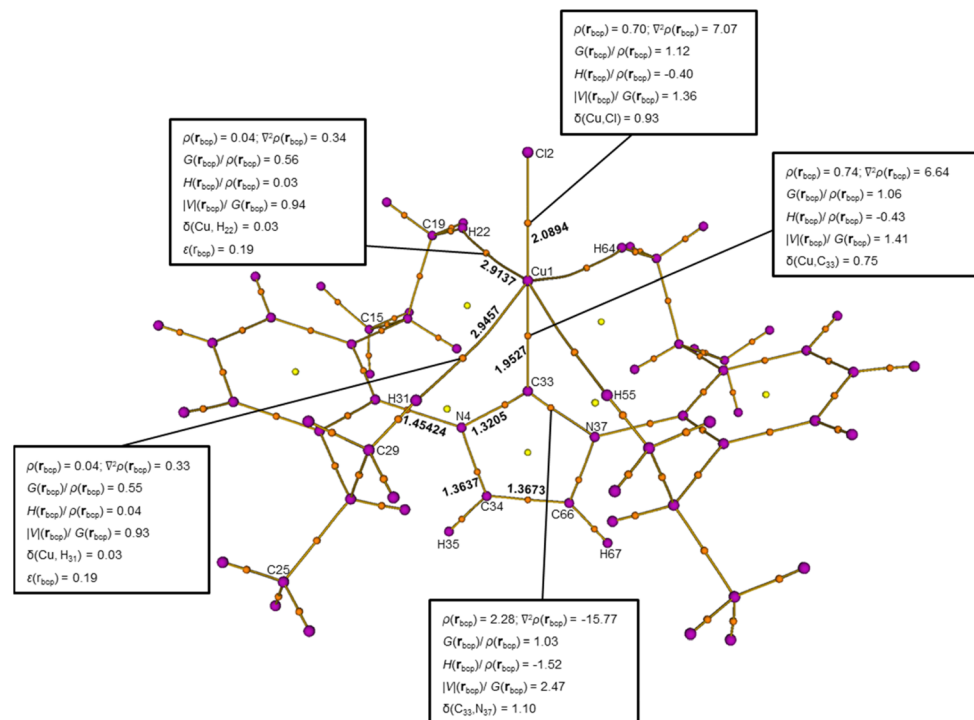 ρ(r_bcp) = 0.70; ∇²ρ(r_bcp) = 7.07
G(r_bcp)/ ρ(r_bcp) = 1.12
H(r_bcp)/ ρ(r_bcp) = -0.40
|V|(r_bcp)/ G(r_bcp) = 1.36
δ(Cu,Cl) = 0.93
ρ(r_bcp) = 0.04; ∇²ρ(r_bcp) = 0.34
G(r_bcp)/ ρ(r_bcp) = 0.56
H(r_bcp)/ ρ(r_bcp) = 0.03
|V|(r_bcp)/ G(r_bcp) = 0.94
δ(Cu, H₂₂) = 0.03
ε(r_bcp) = 0.19
ρ(r_bcp) = 0.74; ∇²ρ(r_bcp) = 6.64
G(r_bcp)/ ρ(r_bcp) = 1.06
H(r_bcp)/ ρ(r_bcp) = -0.43
|V|(r_bcp)/ G(r_bcp) = 1.41
δ(Cu,C₃₃) = 0.75
Cl2
C19
H22
2.0894
H64
2.9137
Cu1
C15
2.9457
1.9527
C33
H31
H55
1.45424
N4
1.3205
N37
C29
1.3637
1.3673
C34
C66
H35
H67
C25
ρ(r_bcp) = 0.04; ∇²ρ(r_bcp) = 0.33
G(r_bcp)/ ρ(r_bcp) = 0.55
H(r_bcp)/ ρ(r_bcp) = 0.04
|V|(r_bcp)/ G(r_bcp) = 0.93
δ(Cu, H₃₁) = 0.03
ε(r_bcp) = 0.19
ρ(r_bcp) = 2.28; ∇²ρ(r_bcp) = -15.77
G(r_bcp)/ ρ(r_bcp) = 1.03
H(r_bcp)/ ρ(r_bcp) = -1.52
|V|(r_bcp)/ G(r_bcp) = 2.47
δ(C₃₃,N₃₇) = 1.10